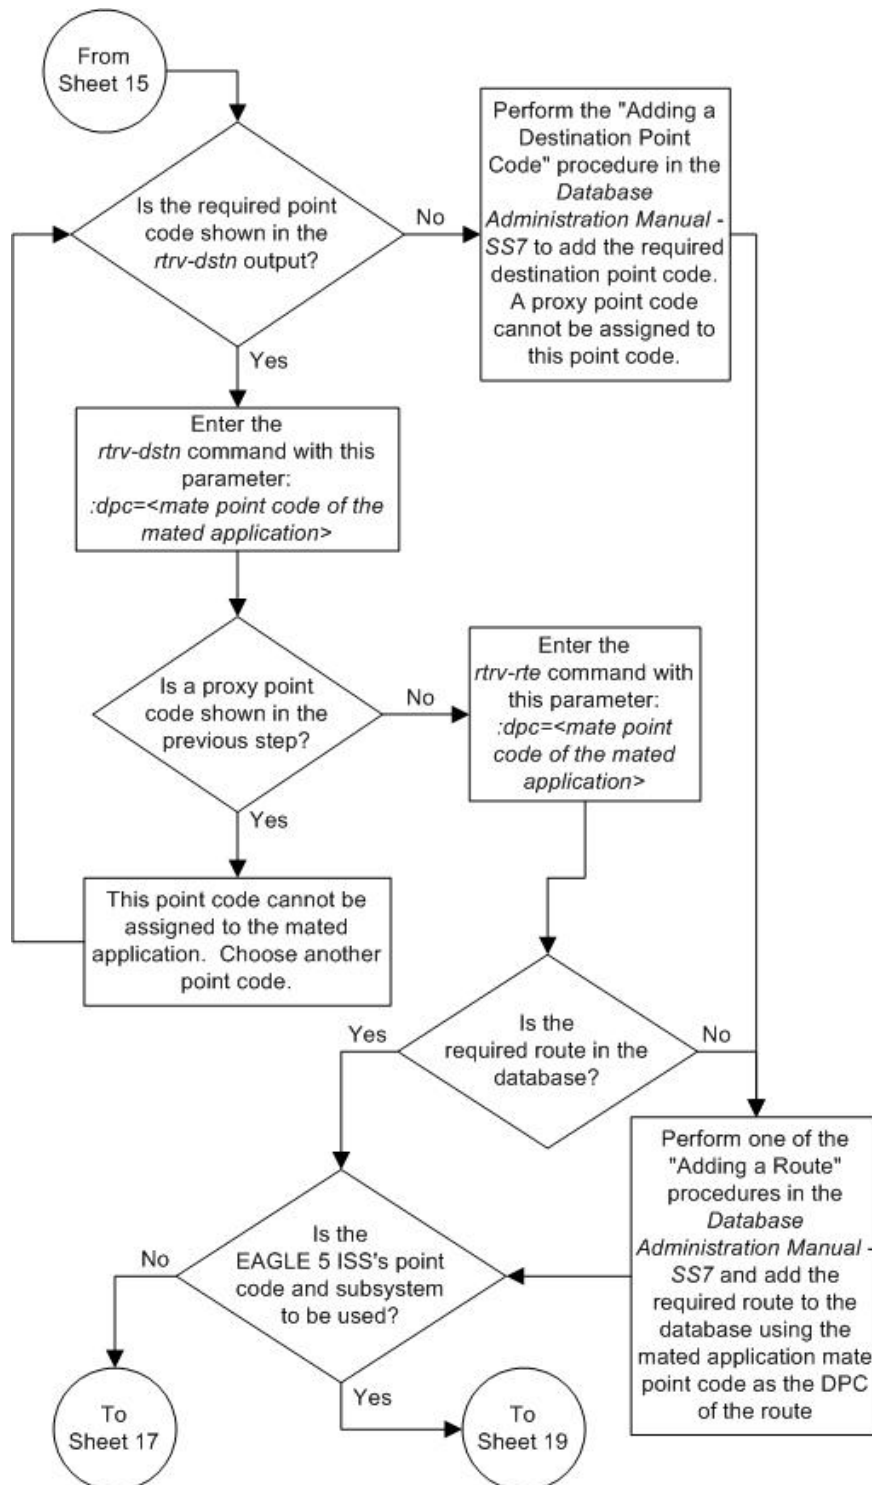 From
Sheet 15
Is the required point
code shown in the
rtrv-dstn output?
No
Perform the "Adding a
Destination Point
Code" procedure in the
Database
Administration Manual -
SS7 to add the required
destination point code.
A proxy point code
cannot be assigned to
this point code.
Yes
Enter the
rtrv-dstn command with this
parameter:
:dpc=<mate point code of the
mated application>
Is a proxy point
code shown in the
previous step?
No
Enter the
rtrv-rte command with
this parameter:
:dpc=<mate point
code of the mated
application>
Yes
This point code cannot be
assigned to the mated
application. Choose another
point code.
Is the
required route in the
database?
Yes
No
Perform one of the
"Adding a Route"
procedures in the
Database
Administration Manual -
SS7 and add the
required route to the
database using the
mated application mate
point code as the DPC
of the route
Is the
EAGLE 5 ISS's point
code and subsystem
to be used?
No
Yes
To
Sheet 17
To
Sheet 19